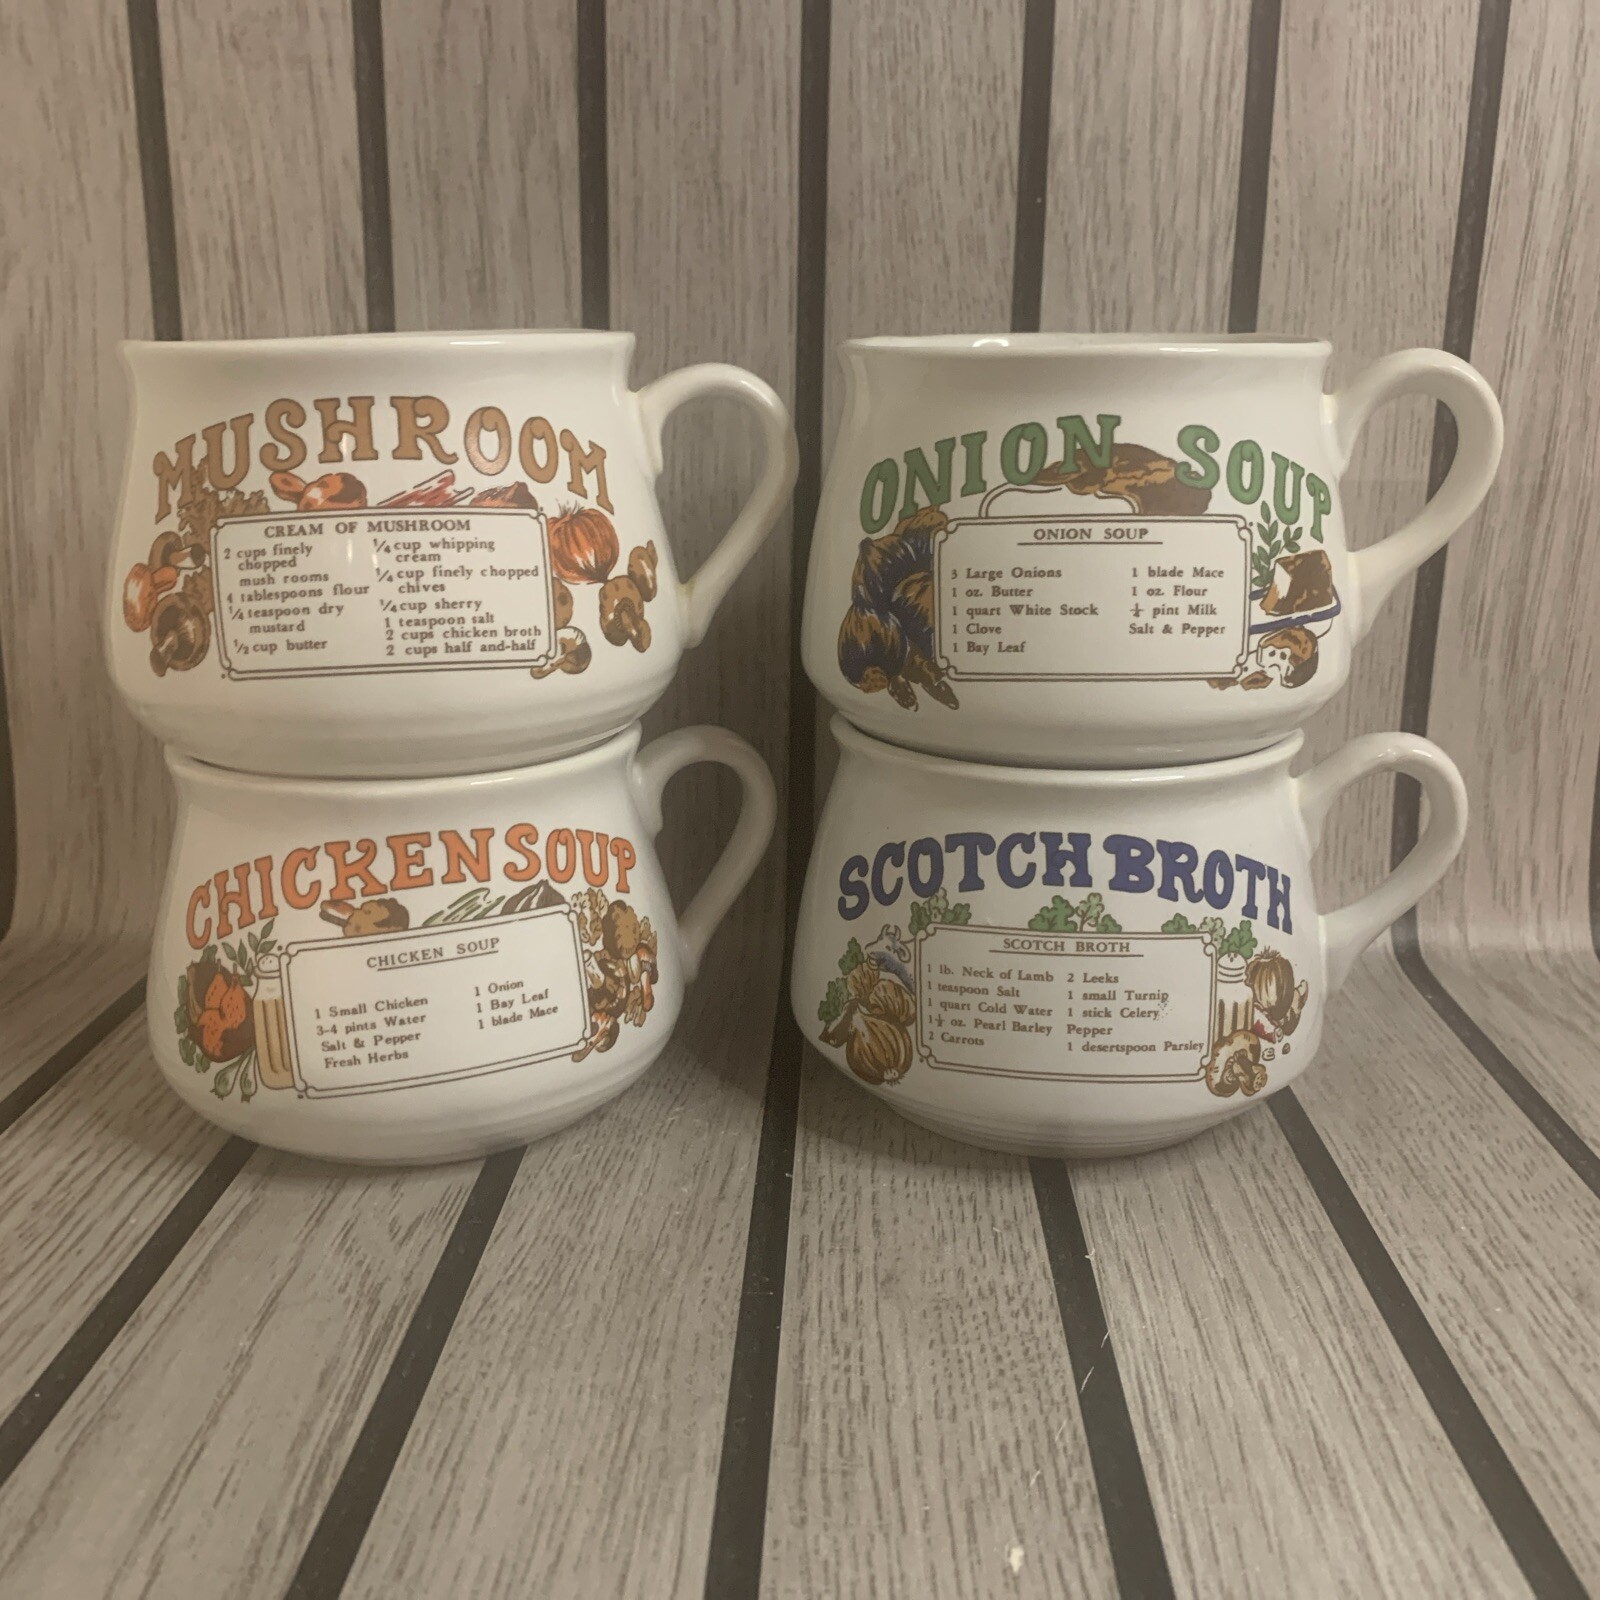 MUSHROOM
CREAM OF MUSHROOM
2 cups finely
chopped
mush rooms
4 tablespoons flour
1/4 teaspoon dry
mustard
1/2 cup butter
1/4 cup whipping
cream
1/4 cup finely chopped
chives
1/4 cup sherry
1 teaspoon salt
2 cups chicken broth
2 cups half and-half
ONION SOUP
ONION SOUP
3 Large Onions
1 oz. Butter
1 quart White Stock
1 Clove
1 Bay Leaf
1 blade Mace
1 oz. Flour
½ pint Milk
Salt & Pepper
CHICKEN SOUP
CHICKEN SOUP
1 Small Chicken
3-4 pints Water
Salt & Pepper
Fresh Herbs
1 Onion
1 Bay Leaf
1 blade Mace
SCOTCH BROTH
SCOTCH BROTH
1 lb. Neck of Lamb
1 teaspoon Salt
1 quart Cold Water
1½ oz. Pearl Barley
2 Carrots
2 Leeks
1 small Turnip
1 stick Celery
Pepper
1 desertspoon Parsley